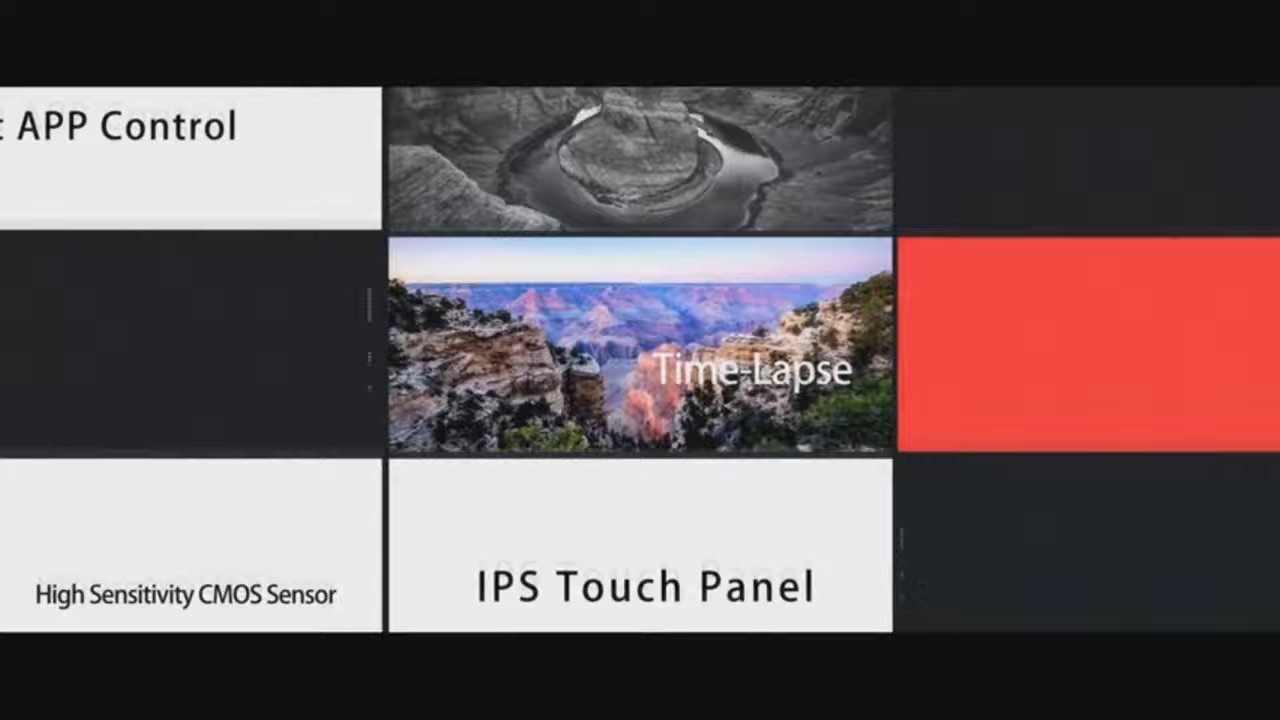 APP Control
Time-Lapse
High Sensitivity CMOS Sensor
IPS Touch Panel